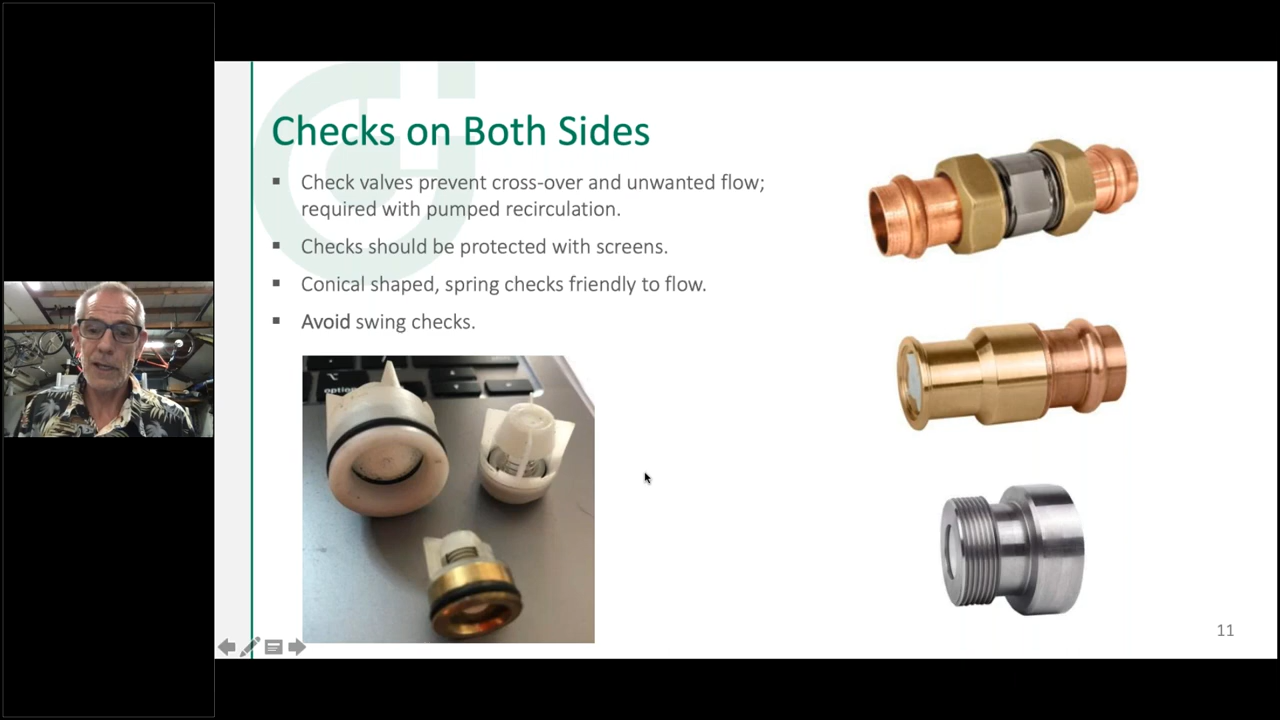 Checks on Both Sides
▪ Check valves prevent cross-over and unwanted flow;
required with pumped recirculation.
▪ Checks should be protected with screens.
▪ Conical shaped, spring checks friendly to flow.
▪ Avoid swing checks.
option
11